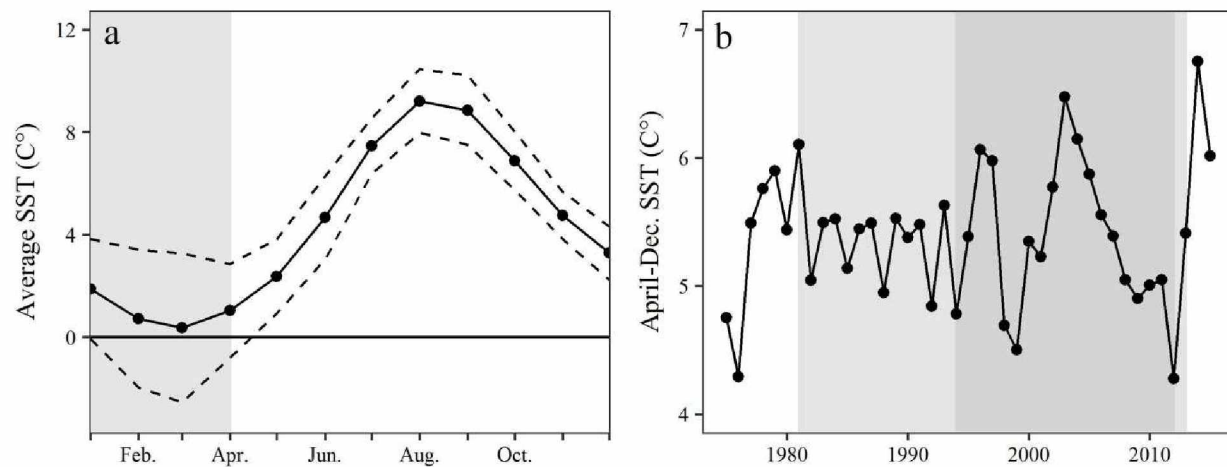 a
12
8
4
0
Average SST (C°)
Feb. Apr. Jun. Aug. Oct.
b
7
6
5
4
April-Dec. SST (C°)
1980 1990 2000 2010